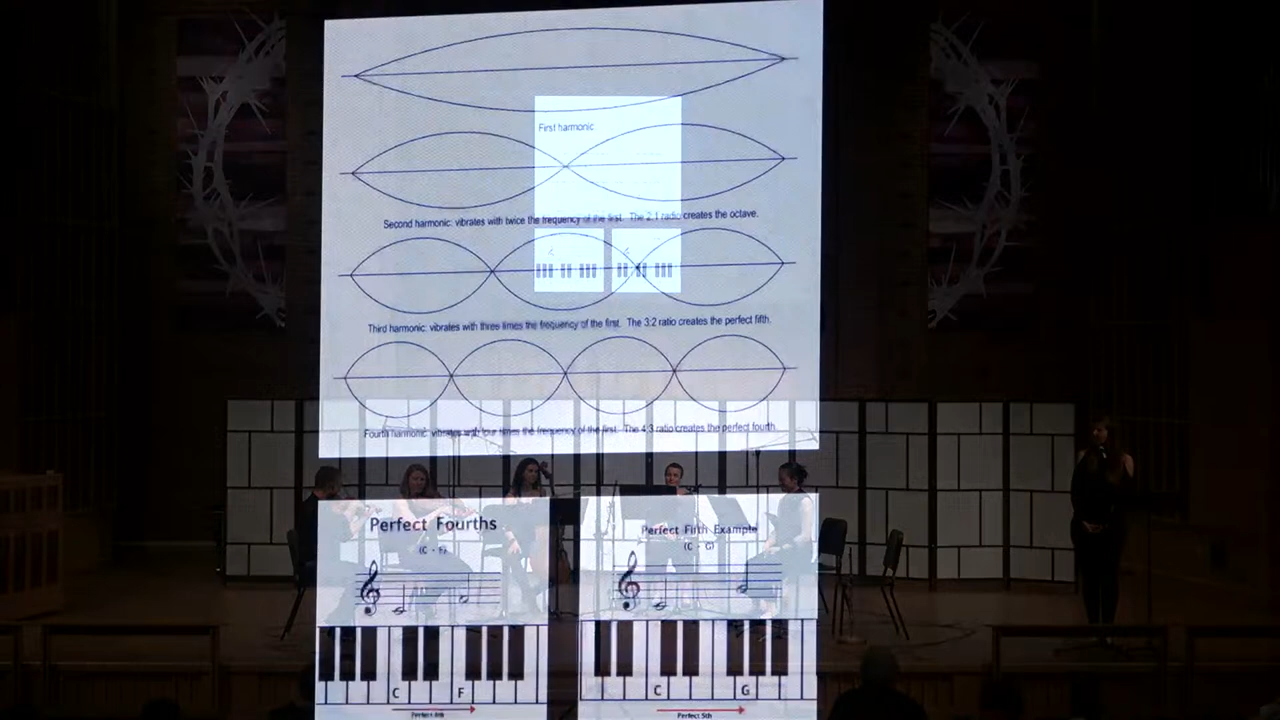 First harmonic
Second harmonic: vibrates with twice the frequency of the first. The 2:1 radio creates the octave.
Third harmonic: vibrates with three times the frequency of the first. The 3:2 ratio creates the perfect fifth.
Fourth harmonic: vibrates with four times the frequency of the first. The 4:3 ratio creates the perfect fourth.
Perfect Fourths
(C - F)
C F
Perfect 4th
Perfect Fifth Example
(C - G)
C G
Perfect 5th